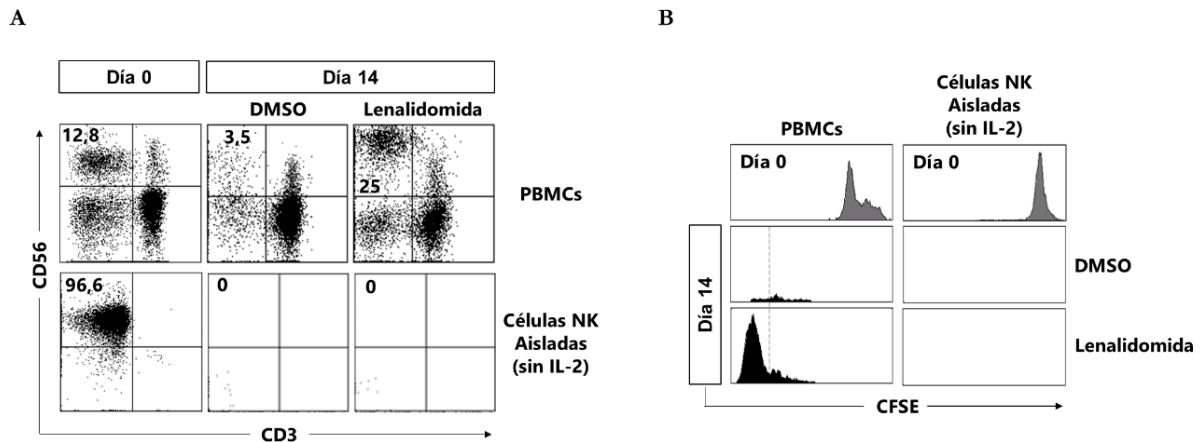 A
Día 0
Día 14
DMSO
Lenalidomida
12,8
3,5
25
PBMCs
96,6
0
0
Células NK
Aisladas
(sin IL-2)
CD56
CD3
B
PBMCs
Células NK
Aisladas
(sin IL-2)
Día 0
Día 0
Día 14
DMSO
Lenalidomida
CFSE